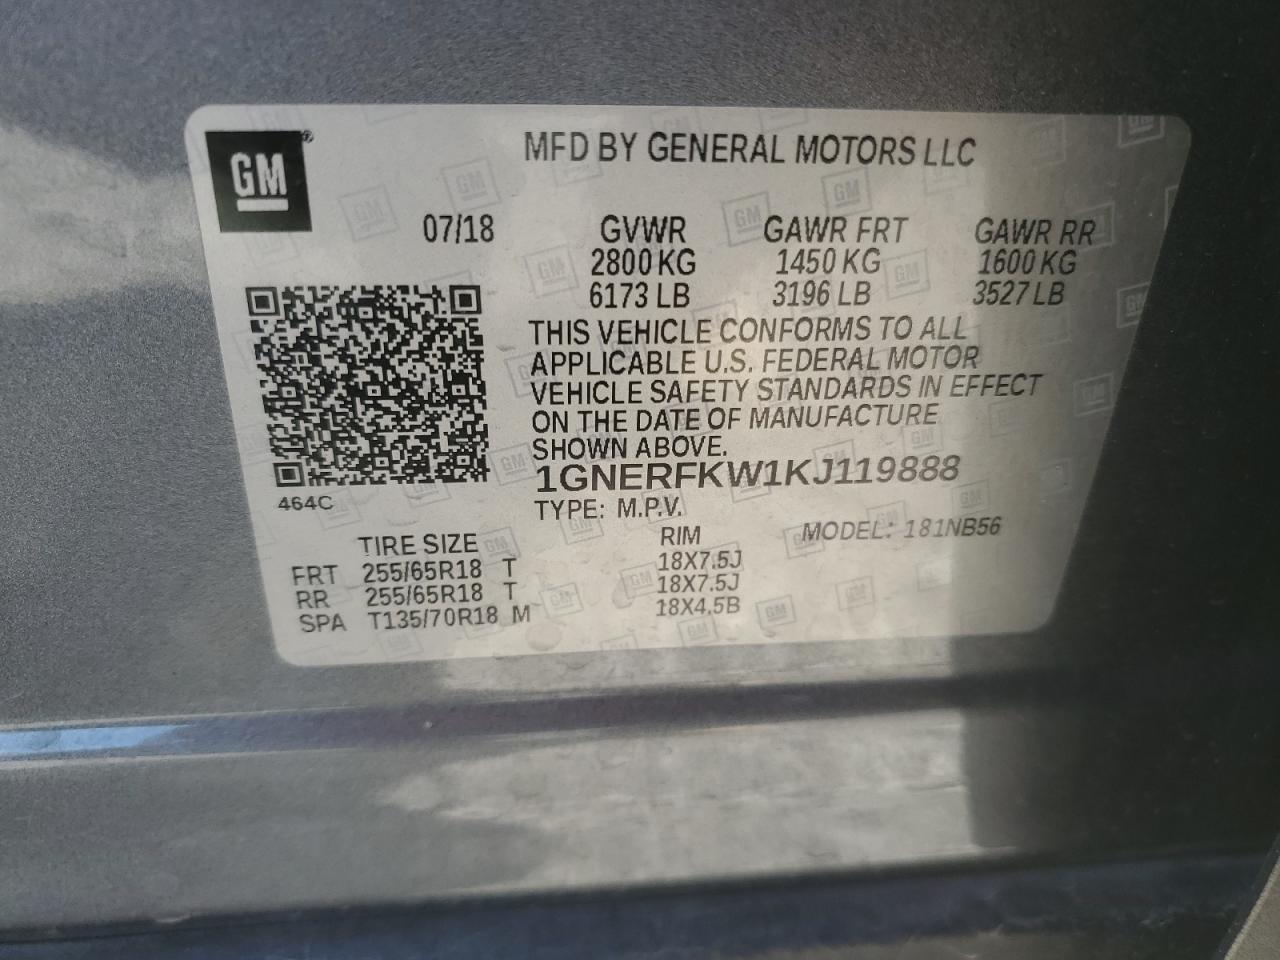 GM
MFD BY GENERAL MOTORS LLC
07/18 GVWR GAWR FRT GAWR RR
2800 KG 1450 KG 1600 KG
6173 LB 3196 LB 3527 LB
THIS VEHICLE CONFORMS TO ALL
APPLICABLE U.S. FEDERAL MOTOR
VEHICLE SAFETY STANDARDS IN EFFECT
ON THE DATE OF MANUFACTURE
SHOWN ABOVE.
1GNERFKW1KJ119888
464C
TYPE: M.P.V.
MODEL: 181NB56
TIRE SIZE RIM
FRT 255/65R18 T 18X7.5J
RR 255/65R18 T 18X7.5J
SPA T135/70R18 M 18X4.5B